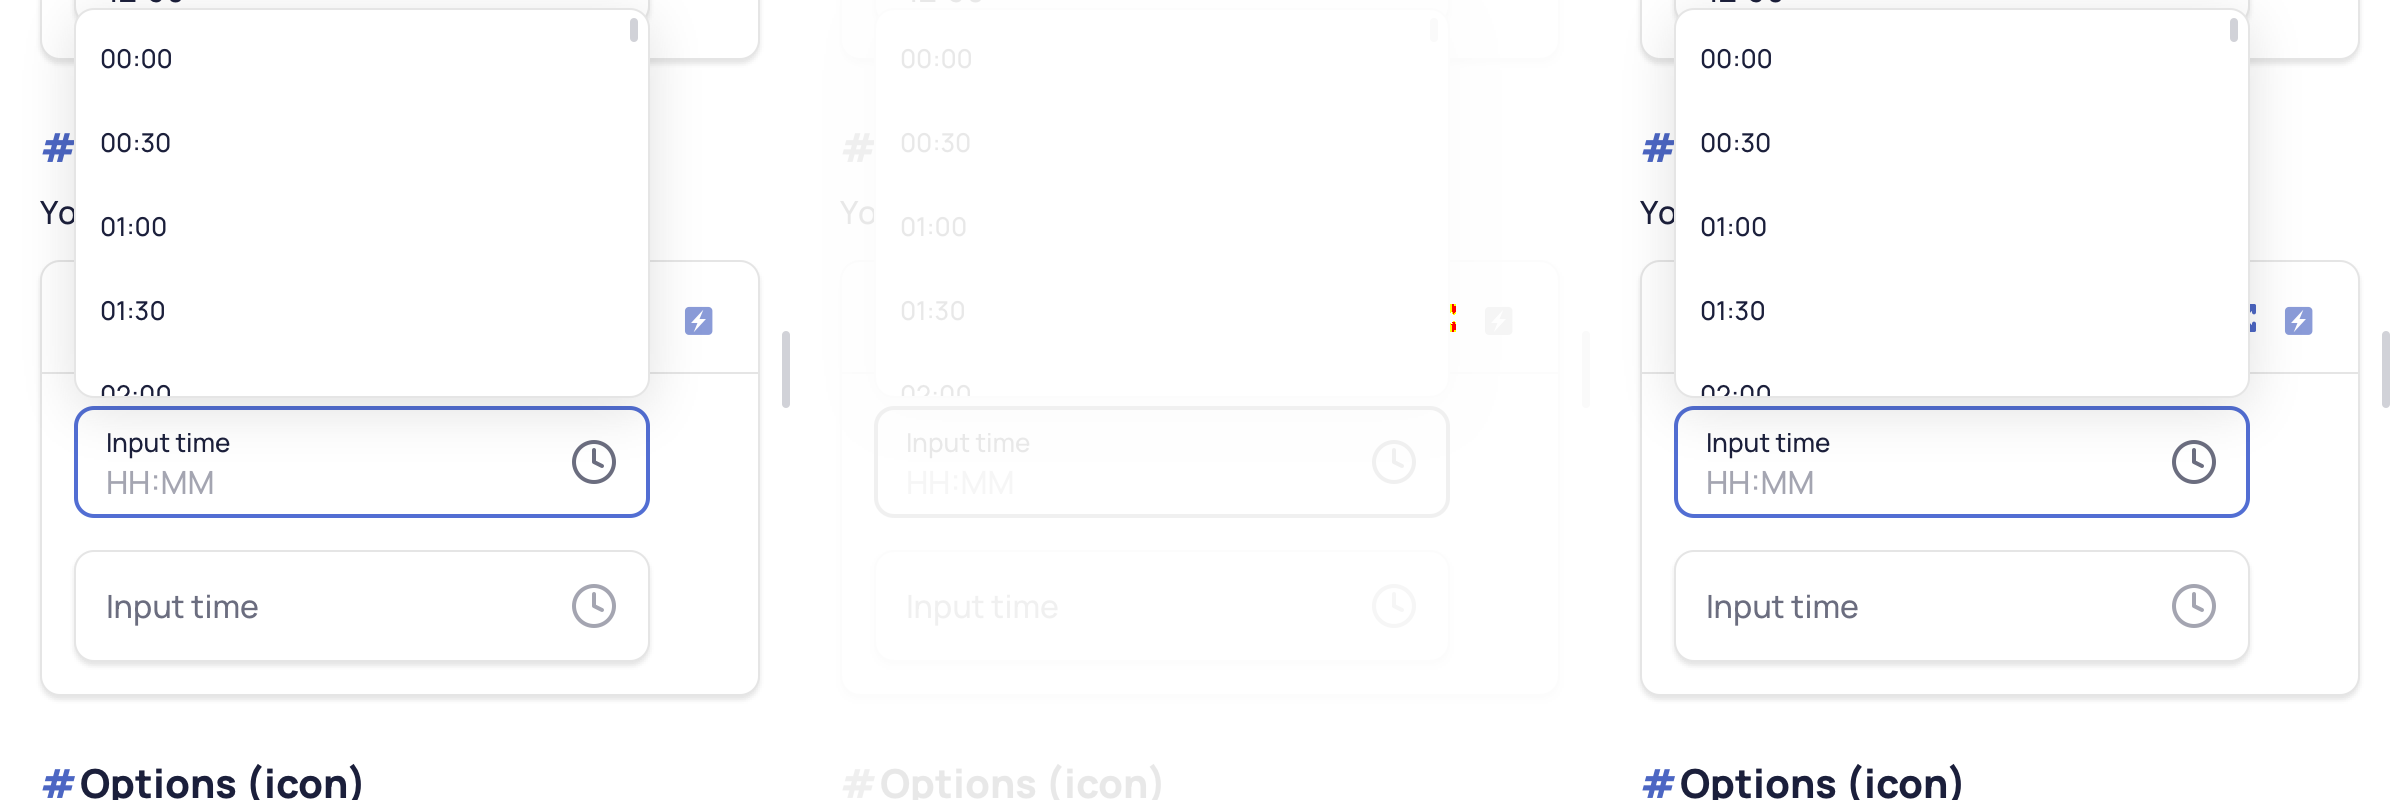 00:00
00:30
#
01:00
Yo
01:30
02:00
Input time
HH:MM
Input time
#Options (icon)
00:00
00:30
#
01:00
Yo
01:30
02:00
Input time
HH:MM
Input time
#Options (icon)
00:00
00:30
#
01:00
Yo
01:30
02:00
Input time
HH:MM
Input time
#Options (icon)